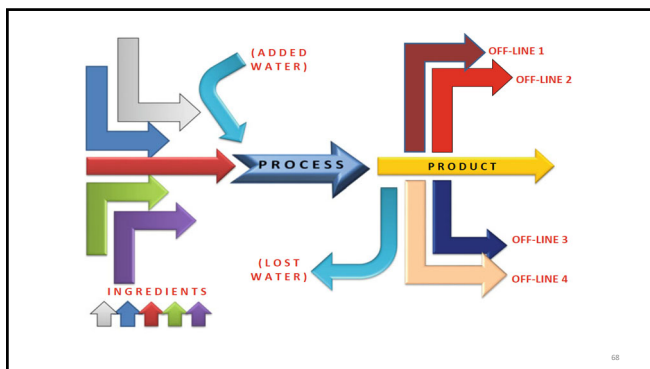 (ADDED
WATER)
OFF-LINE 1
OFF-LINE 2
PROCESS
PRODUCT
(LOST
WATER)
OFF-LINE 3
OFF-LINE 4
INGREDIENTS
68